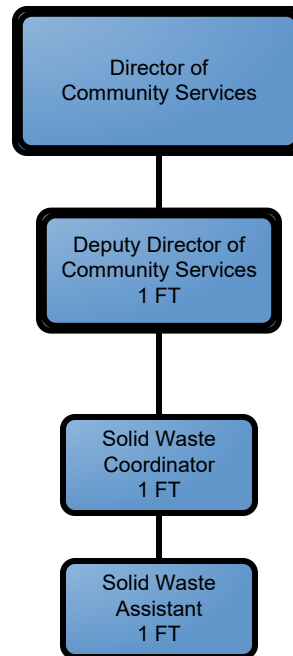 Director of
Community Services
Deputy Director of
Community Services
1 FT
Solid Waste
Coordinator
1 FT
Solid Waste
Assistant
1 FT